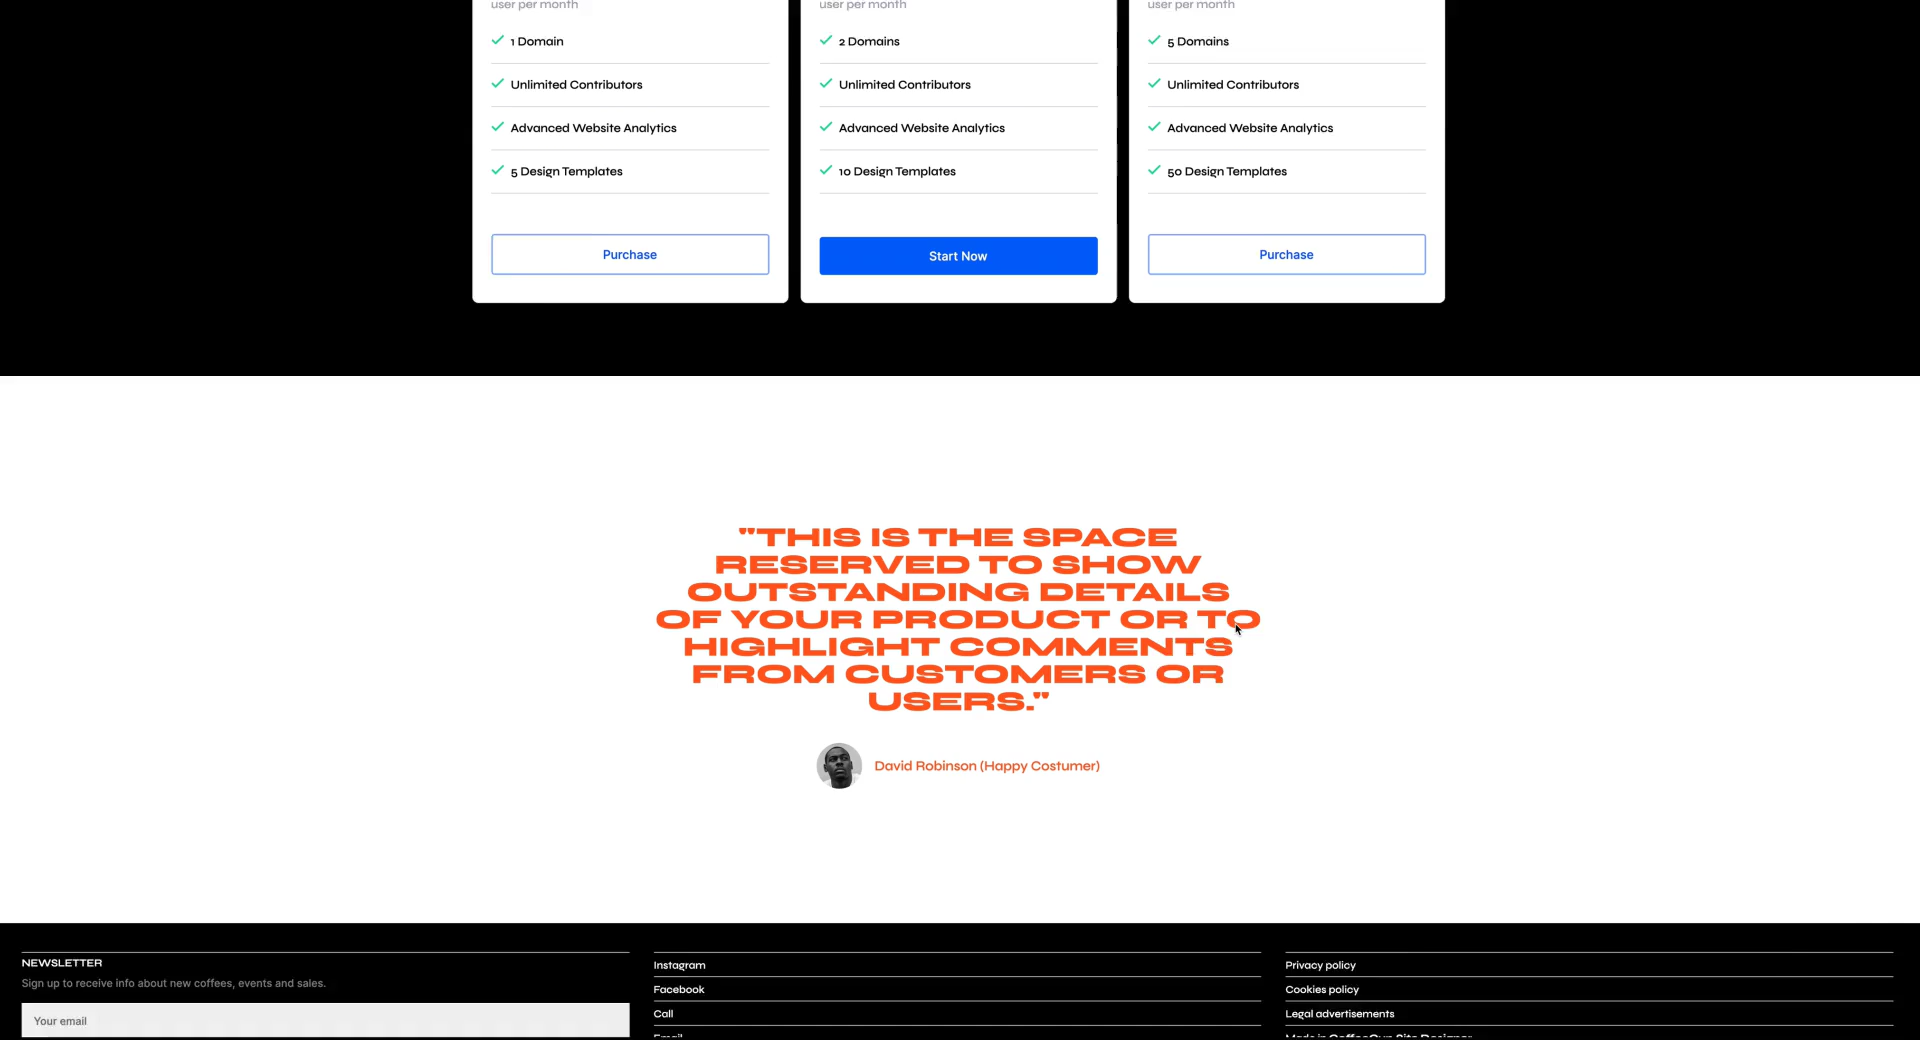 user per month
1 Domain
Unlimited Contributors
Advanced Website Analytics
5 Design Templates
Purchase
user per month
2 Domains
Unlimited Contributors
Advanced Website Analytics
10 Design Templates
Start Now
user per month
5 Domains
Unlimited Contributors
Advanced Website Analytics
50 Design Templates
Purchase
"THIS IS THE SPACE
RESERVED TO SHOW
OUTSTANDING DETAILS
OF YOUR PRODUCT OR TO
HIGHLIGHT COMMENTS
FROM CUSTOMERS OR
USERS."
David Robinson (Happy Costumer)
NEWSLETTER
Sign up to receive info about new coffees, events and sales.
Your email
Instagram
Facebook
Call
Email
Privacy policy
Cookies policy
Legal advertisements